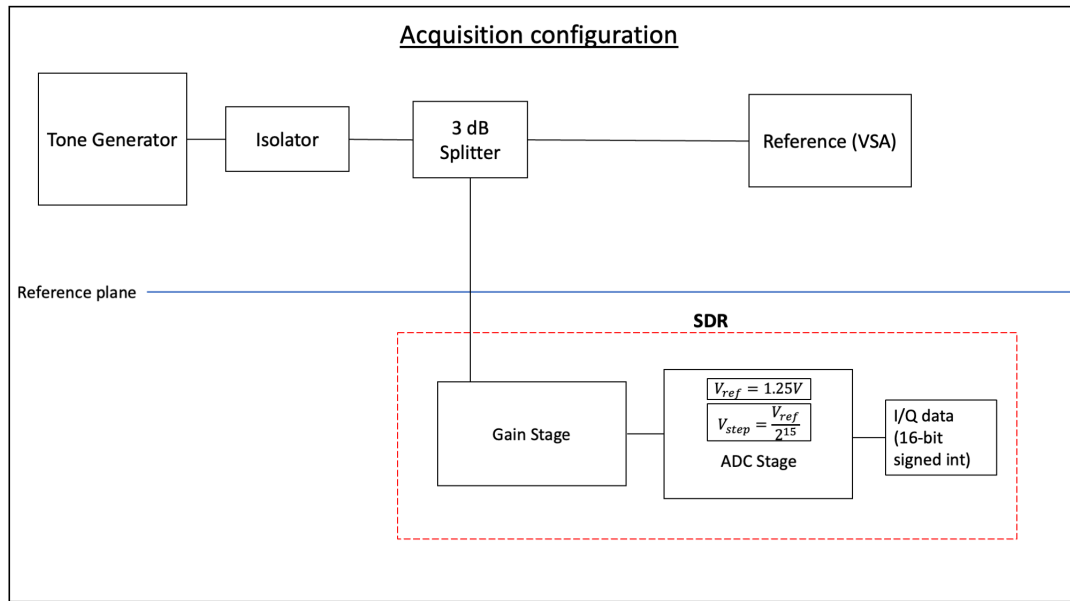 Acquisition configuration
Tone Generator
Isolator
3 dB
Splitter
Reference (VSA)
Reference plane
SDR
Gain Stage
V_ref = 1.25V
V_step = V_ref / 2^15
ADC Stage
I/Q data
(16-bit
signed int)